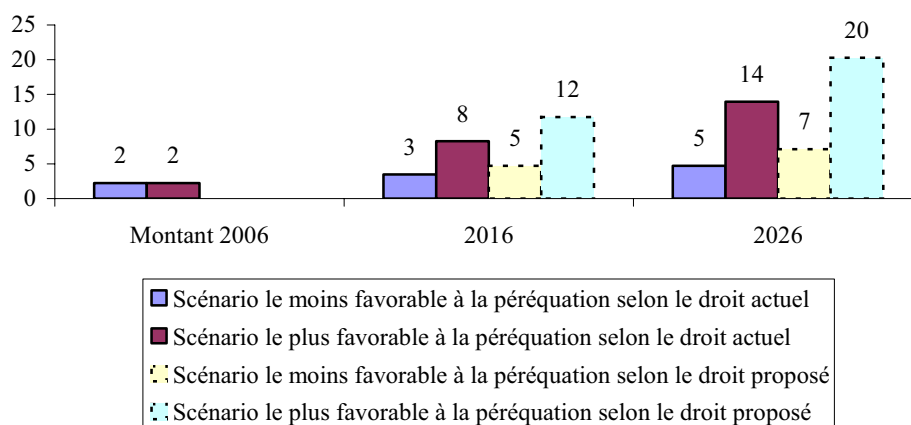 25
20
15
10
5
0
2 2 3 8 5 12 5 14 7 20
Montant 2006 2016 2026
Scénario le moins favorable à la péréquation selon le droit actuel
Scénario le plus favorable à la péréquation selon le droit actuel
Scénario le moins favorable à la péréquation selon le droit proposé
Scénario le plus favorable à la péréquation selon le droit proposé